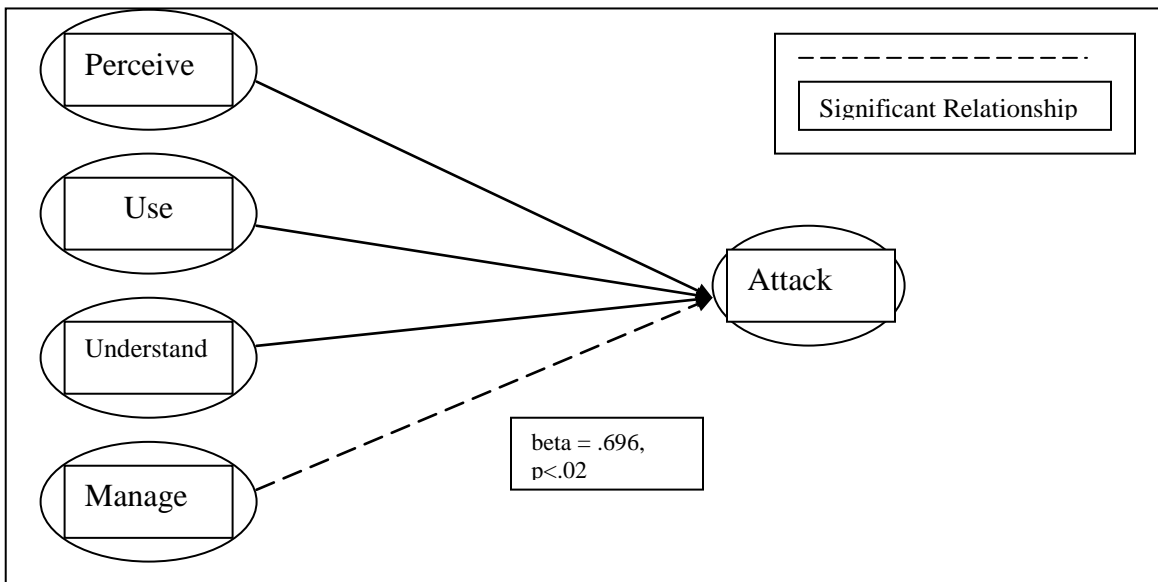 Perceive
Significant Relationship
Use
Attack
Understand
beta = .696,
p<.02
Manage